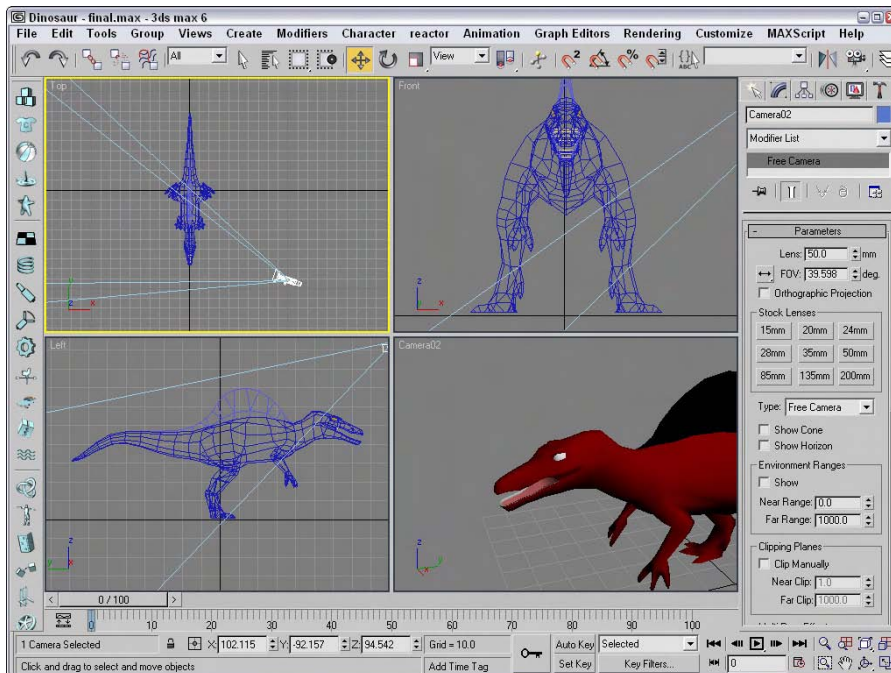 Dinosaur - final.max - 3ds max 6
File Edit Tools Group Views Create Modifiers Character reactor Animation Graph Editors Rendering Customize MAXScript Help
All
View
ABC
Top
Front
Camera02
Modifier List
Free Camera
Parameters
Lens: 50.0 mm
FOV: 39.598 deg.
Orthographic Projection
Stock Lenses
15mm 20mm 24mm
28mm 35mm 50mm
85mm 135mm 200mm
Type: Free Camera
Show Cone
Show Horizon
Environment Ranges
Show
Near Range: 0.0
Far Range: 1000.0
Clipping Planes
Clip Manually
Near Clip: 1.0
Far Clip: 1000.0
z
y
x
z
x
Left
Camera02
z
y
x
z
y
x
0 / 100
0 10 20 30 40 50 60 70 80 90 100
1 Camera Selected
X: 102.115 Y: -92.157 Z: 94.542
Grid = 10.0
Auto Key
Selected
Click and drag to select and move objects
Add Time Tag
Set Key
Key Filters...
0